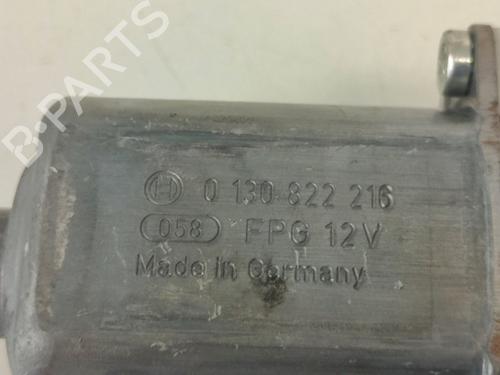 B-PARTS
0 130 822 216
058 FPG 12V
Made in Germany